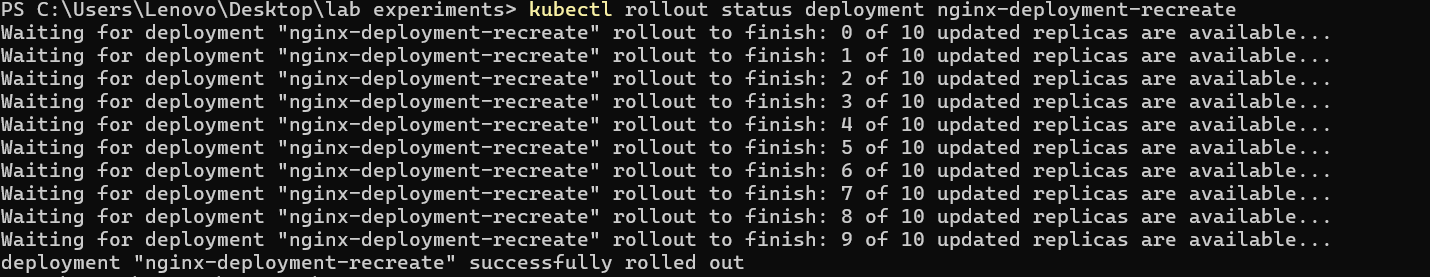 PS C:\Users\Lenovo\Desktop\lab experiments> kubectl rollout status deployment nginx-deployment-recreate
Waiting for deployment "nginx-deployment-recreate" rollout to finish: 0 of 10 updated replicas are available...
Waiting for deployment "nginx-deployment-recreate" rollout to finish: 1 of 10 updated replicas are available...
Waiting for deployment "nginx-deployment-recreate" rollout to finish: 2 of 10 updated replicas are available...
Waiting for deployment "nginx-deployment-recreate" rollout to finish: 3 of 10 updated replicas are available...
Waiting for deployment "nginx-deployment-recreate" rollout to finish: 4 of 10 updated replicas are available...
Waiting for deployment "nginx-deployment-recreate" rollout to finish: 5 of 10 updated replicas are available...
Waiting for deployment "nginx-deployment-recreate" rollout to finish: 6 of 10 updated replicas are available...
Waiting for deployment "nginx-deployment-recreate" rollout to finish: 7 of 10 updated replicas are available...
Waiting for deployment "nginx-deployment-recreate" rollout to finish: 8 of 10 updated replicas are available...
Waiting for deployment "nginx-deployment-recreate" rollout to finish: 9 of 10 updated replicas are available...
deployment "nginx-deployment-recreate" successfully rolled out